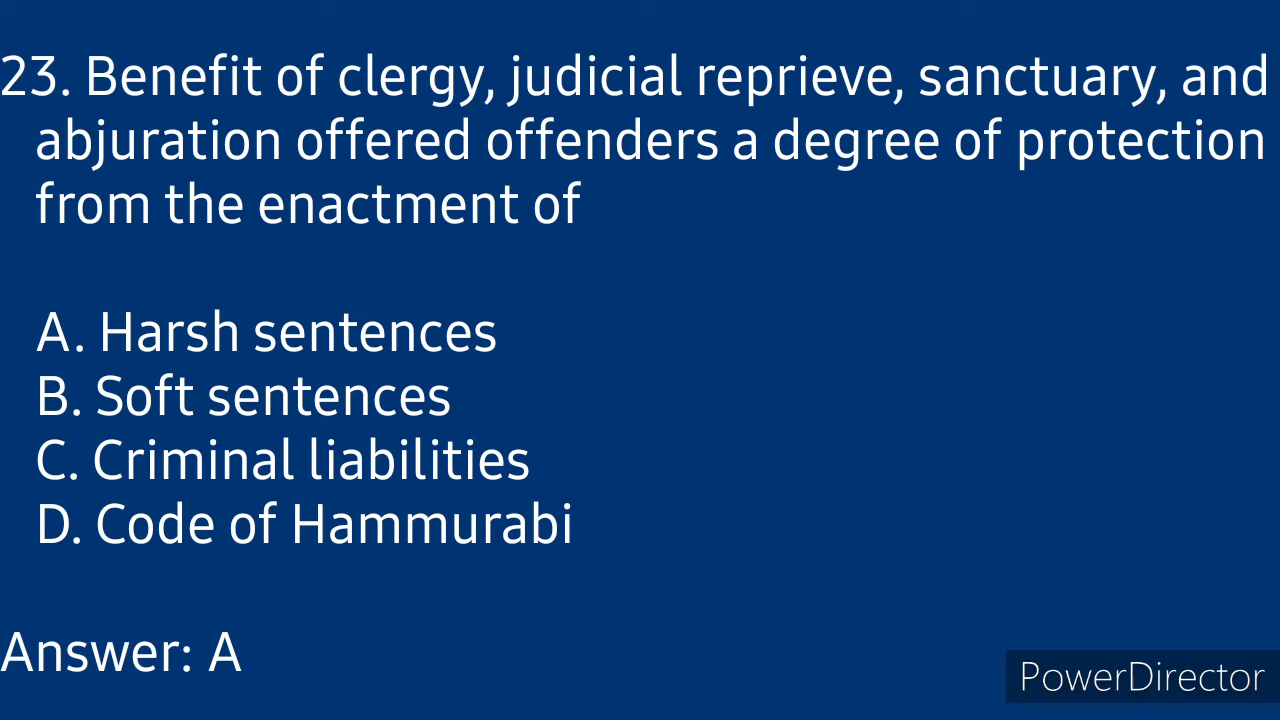 23. Benefit of clergy, judicial reprieve, sanctuary, and
abjuration offered offenders a degree of protection
from the enactment of
A. Harsh sentences
B. Soft sentences
C. Criminal liabilities
D. Code of Hammurabi
Answer: A
PowerDirector